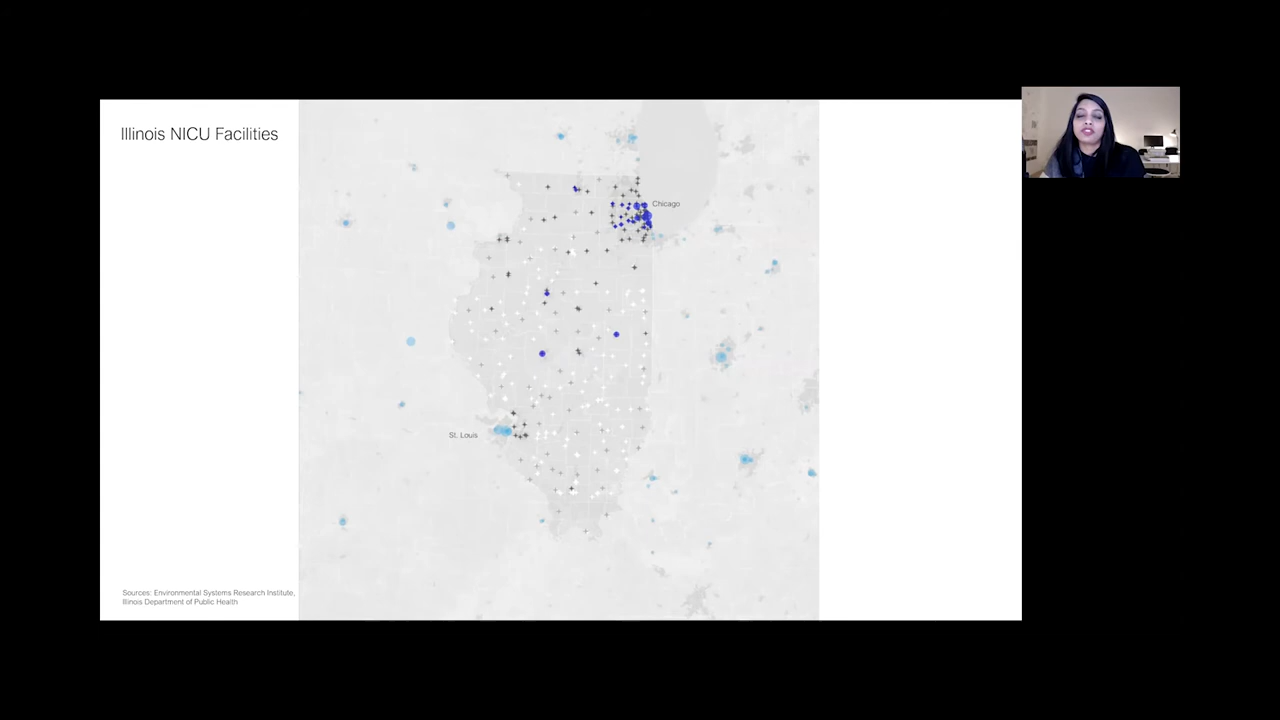 Illinois NICU Facilities
Chicago
St. Louis
Sources: Environmental Systems Research Institute,
Illinois Department of Public Health